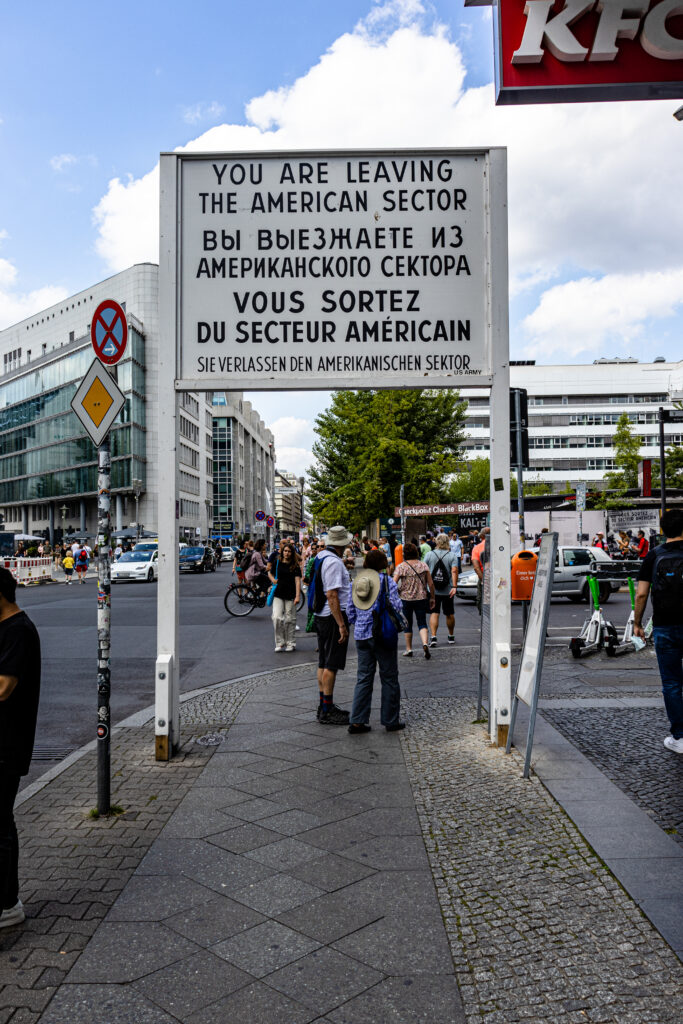 KFC
YOU ARE LEAVING
THE AMERICAN SECTOR
ВЫ ВЫЕЗЖАЕТЕ ИЗ
АМЕРИКАНСКОГО СЕКТОРА
VOUS SORTEZ
DU SECTEUR AMÉRICAIN
SIE VERLASSEN DEN AMERIKANISCHEN SEKTOR
US ARMY
Checkpoint Charlie BlackBox
KALTE